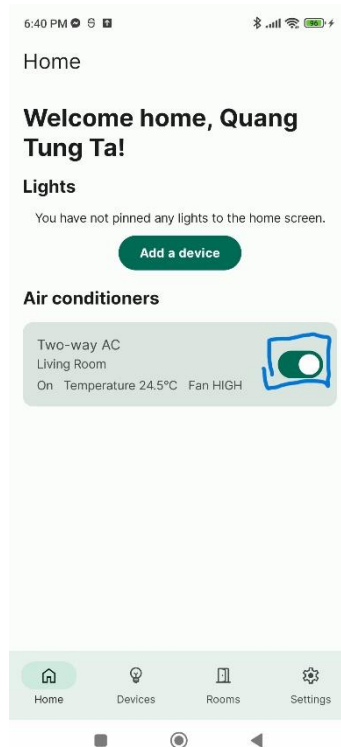 6:40 PM
96
Home
Welcome home, Quang
Tung Ta!
Lights
You have not pinned any lights to the home screen.
Add a device
Air conditioners
Two-way AC
Living Room
On Temperature 24.5°C Fan HIGH
Home Devices Rooms Settings